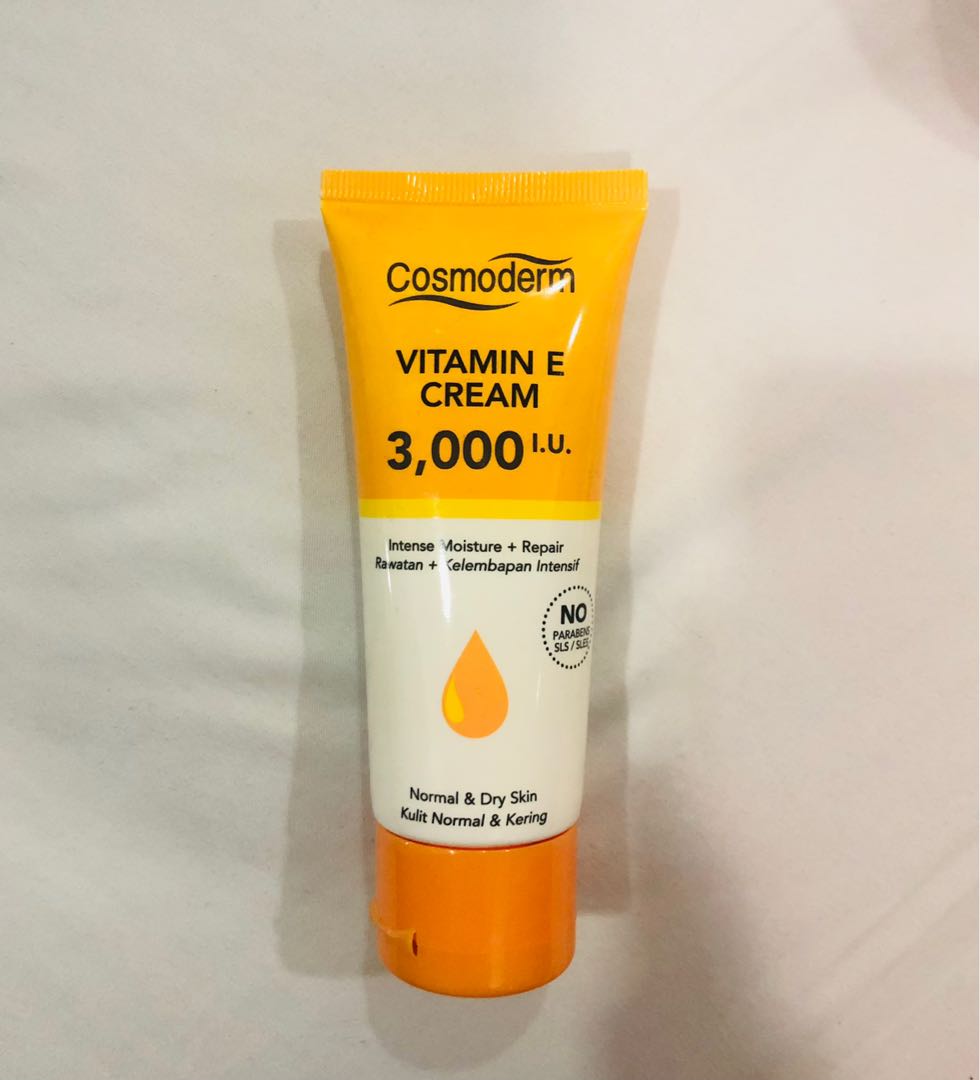 Cosmoderm
VITAMIN E
CREAM
3,000 I.U.
Intense Moisture + Repair
Rawatan + Kelembapan Intensif
NO
PARABENS
SLS / SLES
Normal & Dry Skin
Kulit Normal & Kering